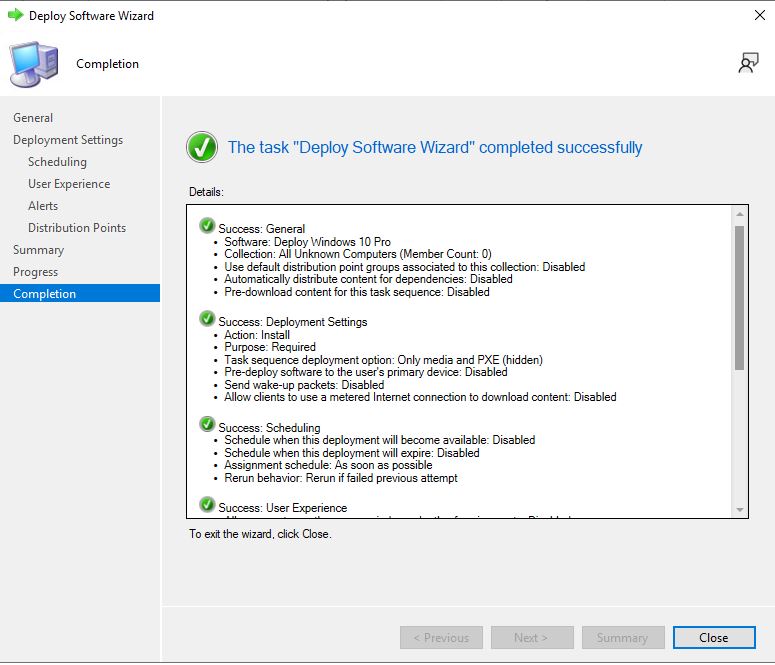 Deploy Software Wizard
Completion
General
Deployment Settings
Scheduling
User Experience
Alerts
Distribution Points
Summary
Progress
Completion
The task "Deploy Software Wizard" completed successfully
Details:
Success: General
• Software: Deploy Windows 10 Pro
• Collection: All Unknown Computers (Member Count: 0)
• Use default distribution point groups associated to this collection: Disabled
• Automatically distribute content for dependencies: Disabled
• Pre-download content for this task sequence: Disabled
Success: Deployment Settings
• Action: Install
• Purpose: Required
• Task sequence deployment option: Only media and PXE (hidden)
• Pre-deploy software to the user's primary device: Disabled
• Send wake-up packets: Disabled
• Allow clients to use a metered Internet connection to download content: Disabled
Success: Scheduling
• Schedule when this deployment will become available: Disabled
• Schedule when this deployment will expire: Disabled
• Assignment schedule: As soon as possible
• Rerun behavior: Rerun if failed previous attempt
Success: User Experience
To exit the wizard, click Close.
< Previous
Next >
Summary
Close